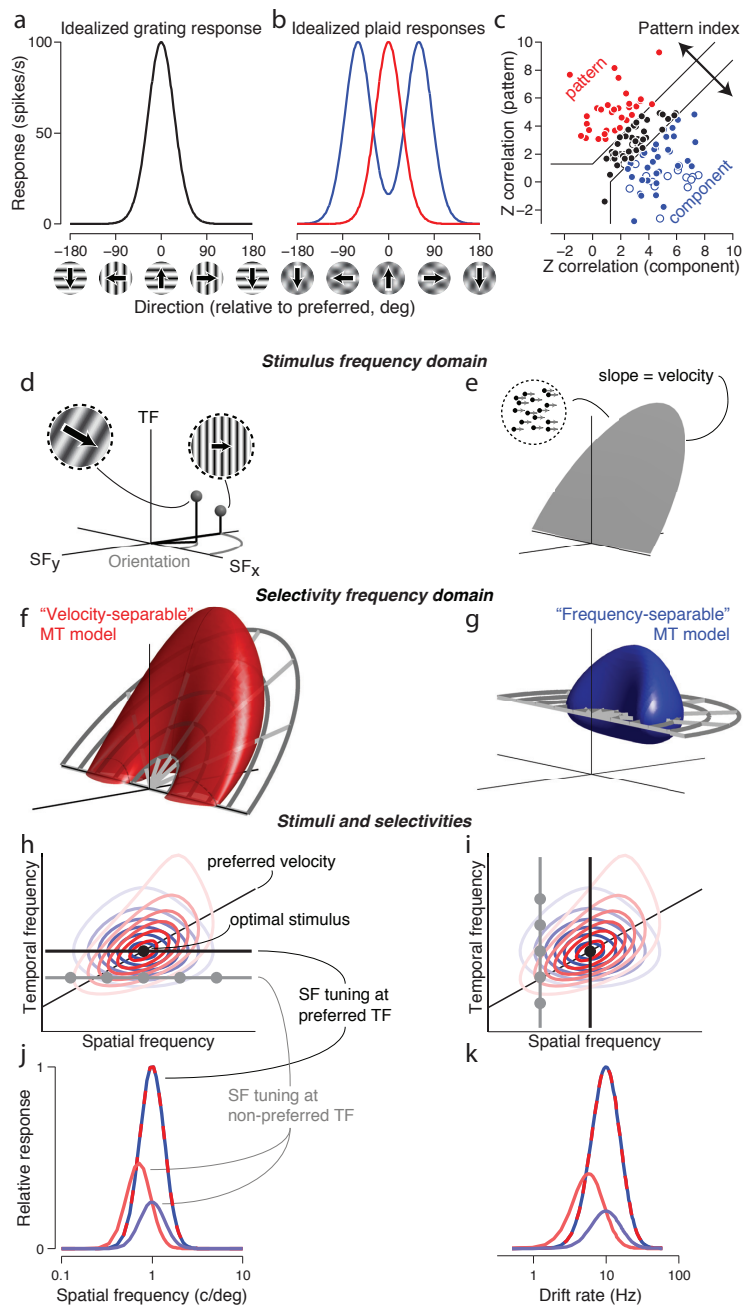 a
Idealized grating response
b
Idealized plaid responses
c
Pattern index
Response (spikes/s)
100
50
0
−180
−90
0
90
180
−180
−90
0
90
180
Direction (relative to preferred, deg)
Z correlation (pattern)
10
8
6
4
2
0
−2
pattern
component
−2
0
2
4
6
8
10
Z correlation (component)
Stimulus frequency domain
d
TF
SFy
Orientation
SFx
e
slope = velocity
Selectivity frequency domain
f
“Velocity-separable”
MT model
g
“Frequency-separable”
MT model
Stimuli and selectivities
h
Temporal frequency
preferred velocity
optimal stimulus
SF tuning at
preferred TF
Spatial frequency
i
Temporal frequency
Spatial frequency
j
Relative response
1
0
SF tuning at
non-preferred TF
0.1
1
10
Spatial frequency (c/deg)
k
1
10
100
Drift rate (Hz)